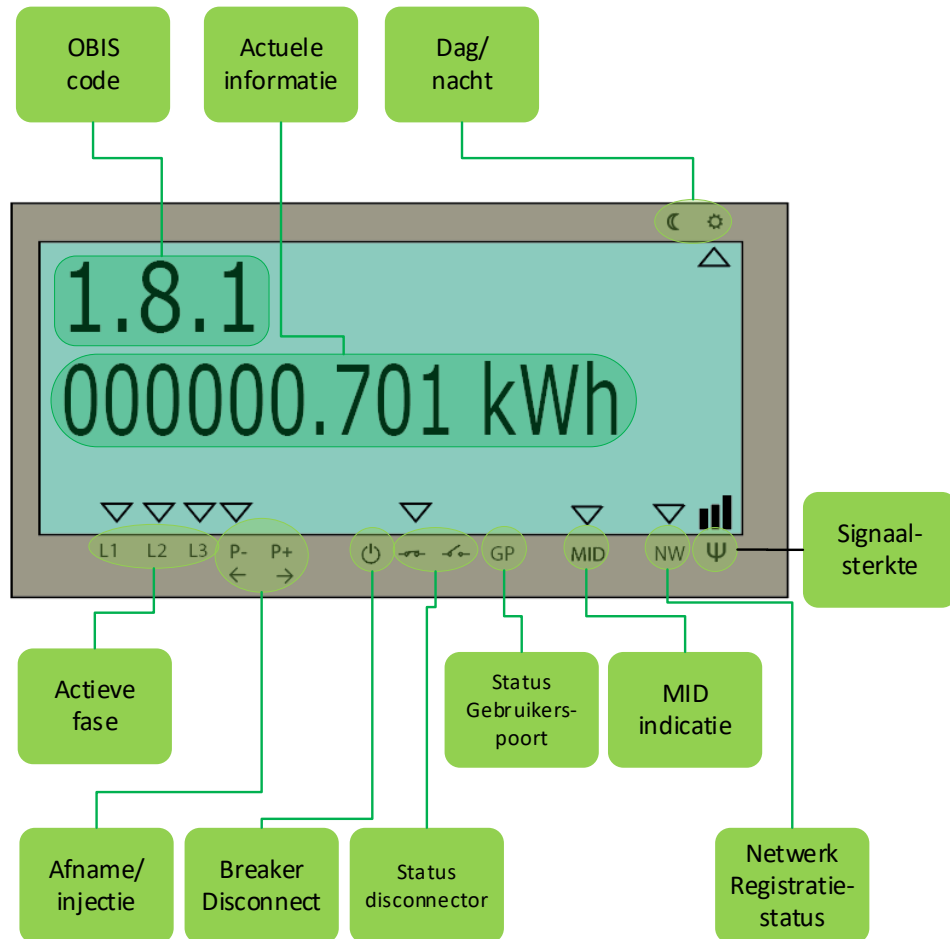 OBIS
code
Actuele
informatie
Dag/
nacht
1.8.1
000000.701 kWh
L1 L2 L3 P- P+ GP MID NW
Signaal-
sterkte
Actieve
fase
Status
Gebruikers-
poort
MID
indicatie
Afname/
injectie
Breaker
Disconnect
Status
disconnector
Netwerk
Registratie-
status